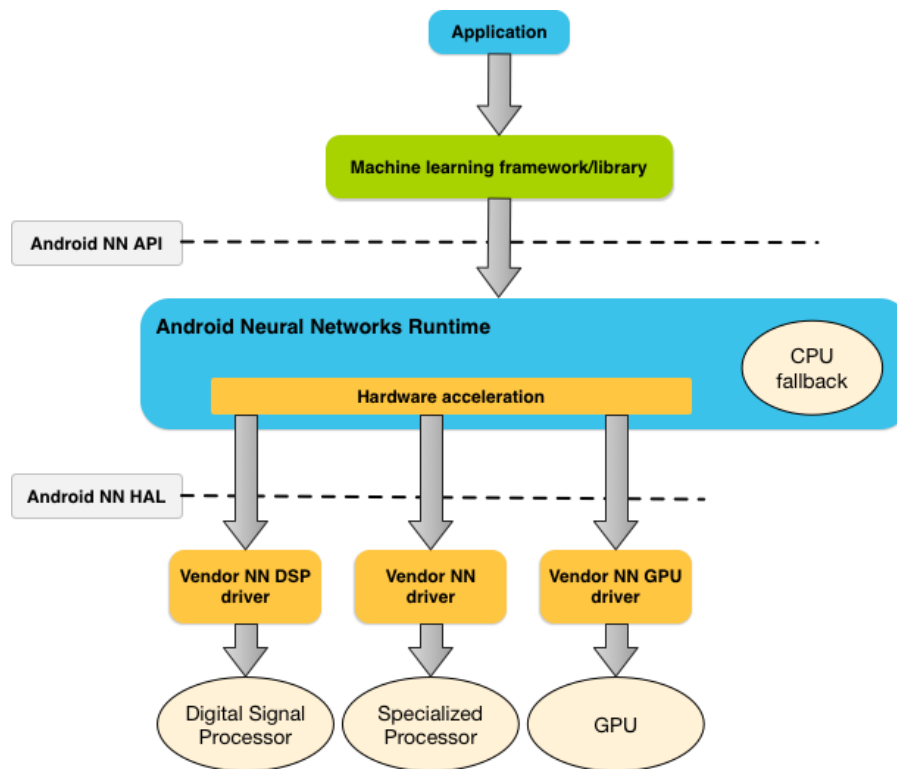 Application
Machine learning framework/library
Android NN API
Android Neural Networks Runtime
CPU
fallback
Hardware acceleration
Android NN HAL
Vendor NN DSP
driver
Vendor NN
driver
Vendor NN GPU
driver
Digital Signal
Processor
Specialized
Processor
GPU